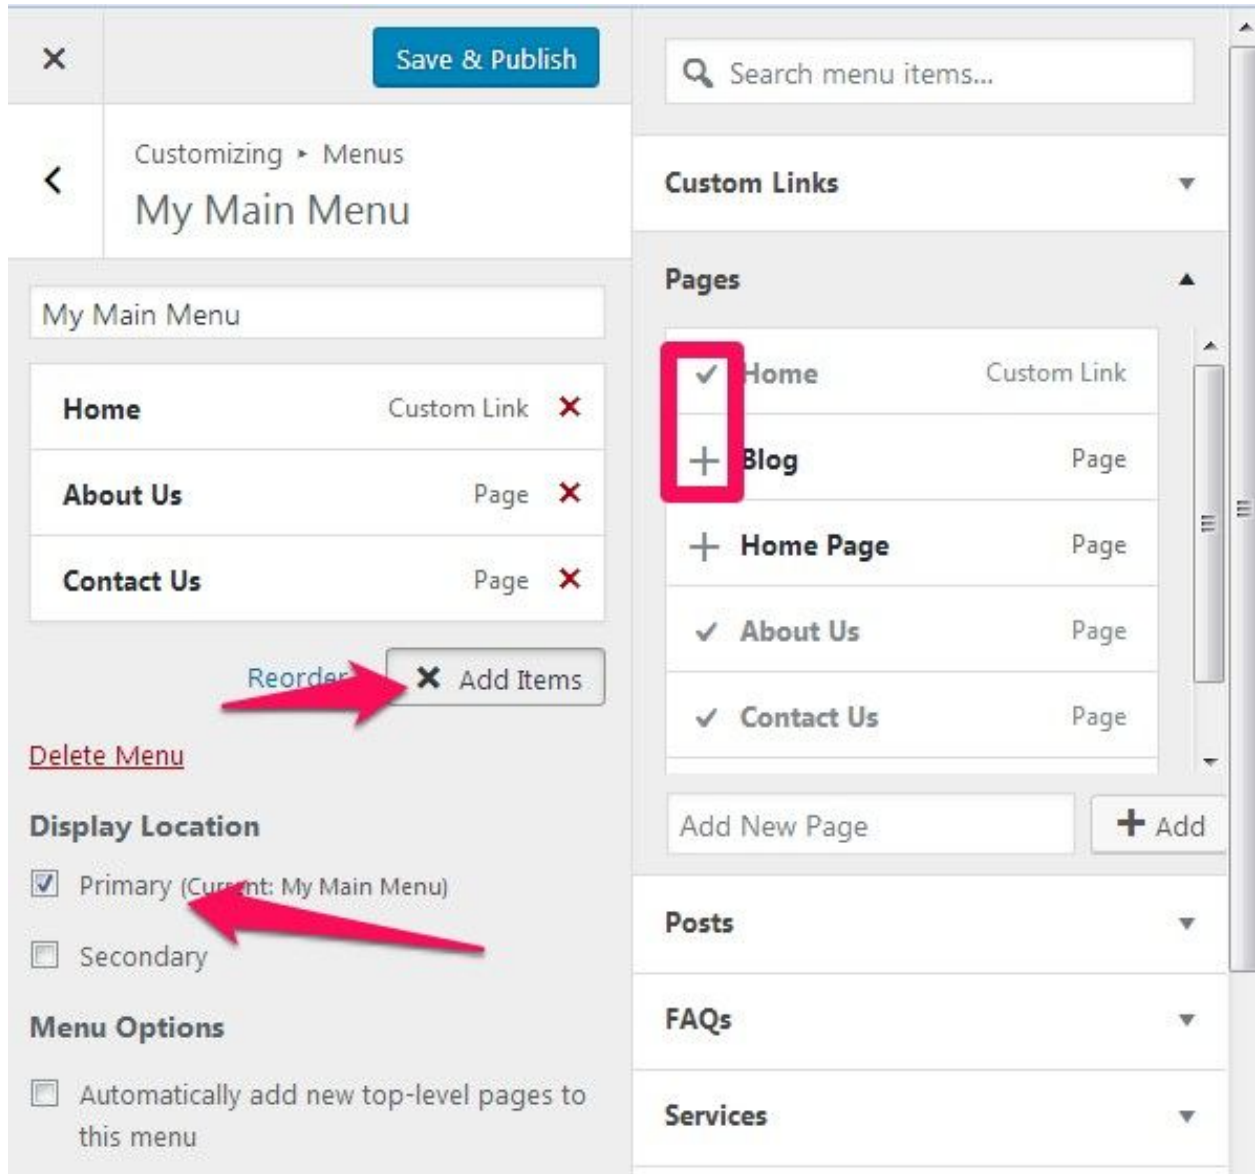 Save & Publish
Customizing ▸ Menus
My Main Menu
My Main Menu
Home Custom Link
About Us Page
Contact Us Page
Reorder Add Items
Delete Menu
Display Location
Primary (Current: My Main Menu)
Secondary
Menu Options
Automatically add new top-level pages to
this menu
Search menu items...
Custom Links
Pages
Home Custom Link
Blog Page
Home Page Page
About Us Page
Contact Us Page
Add New Page Add
Posts
FAQs
Services